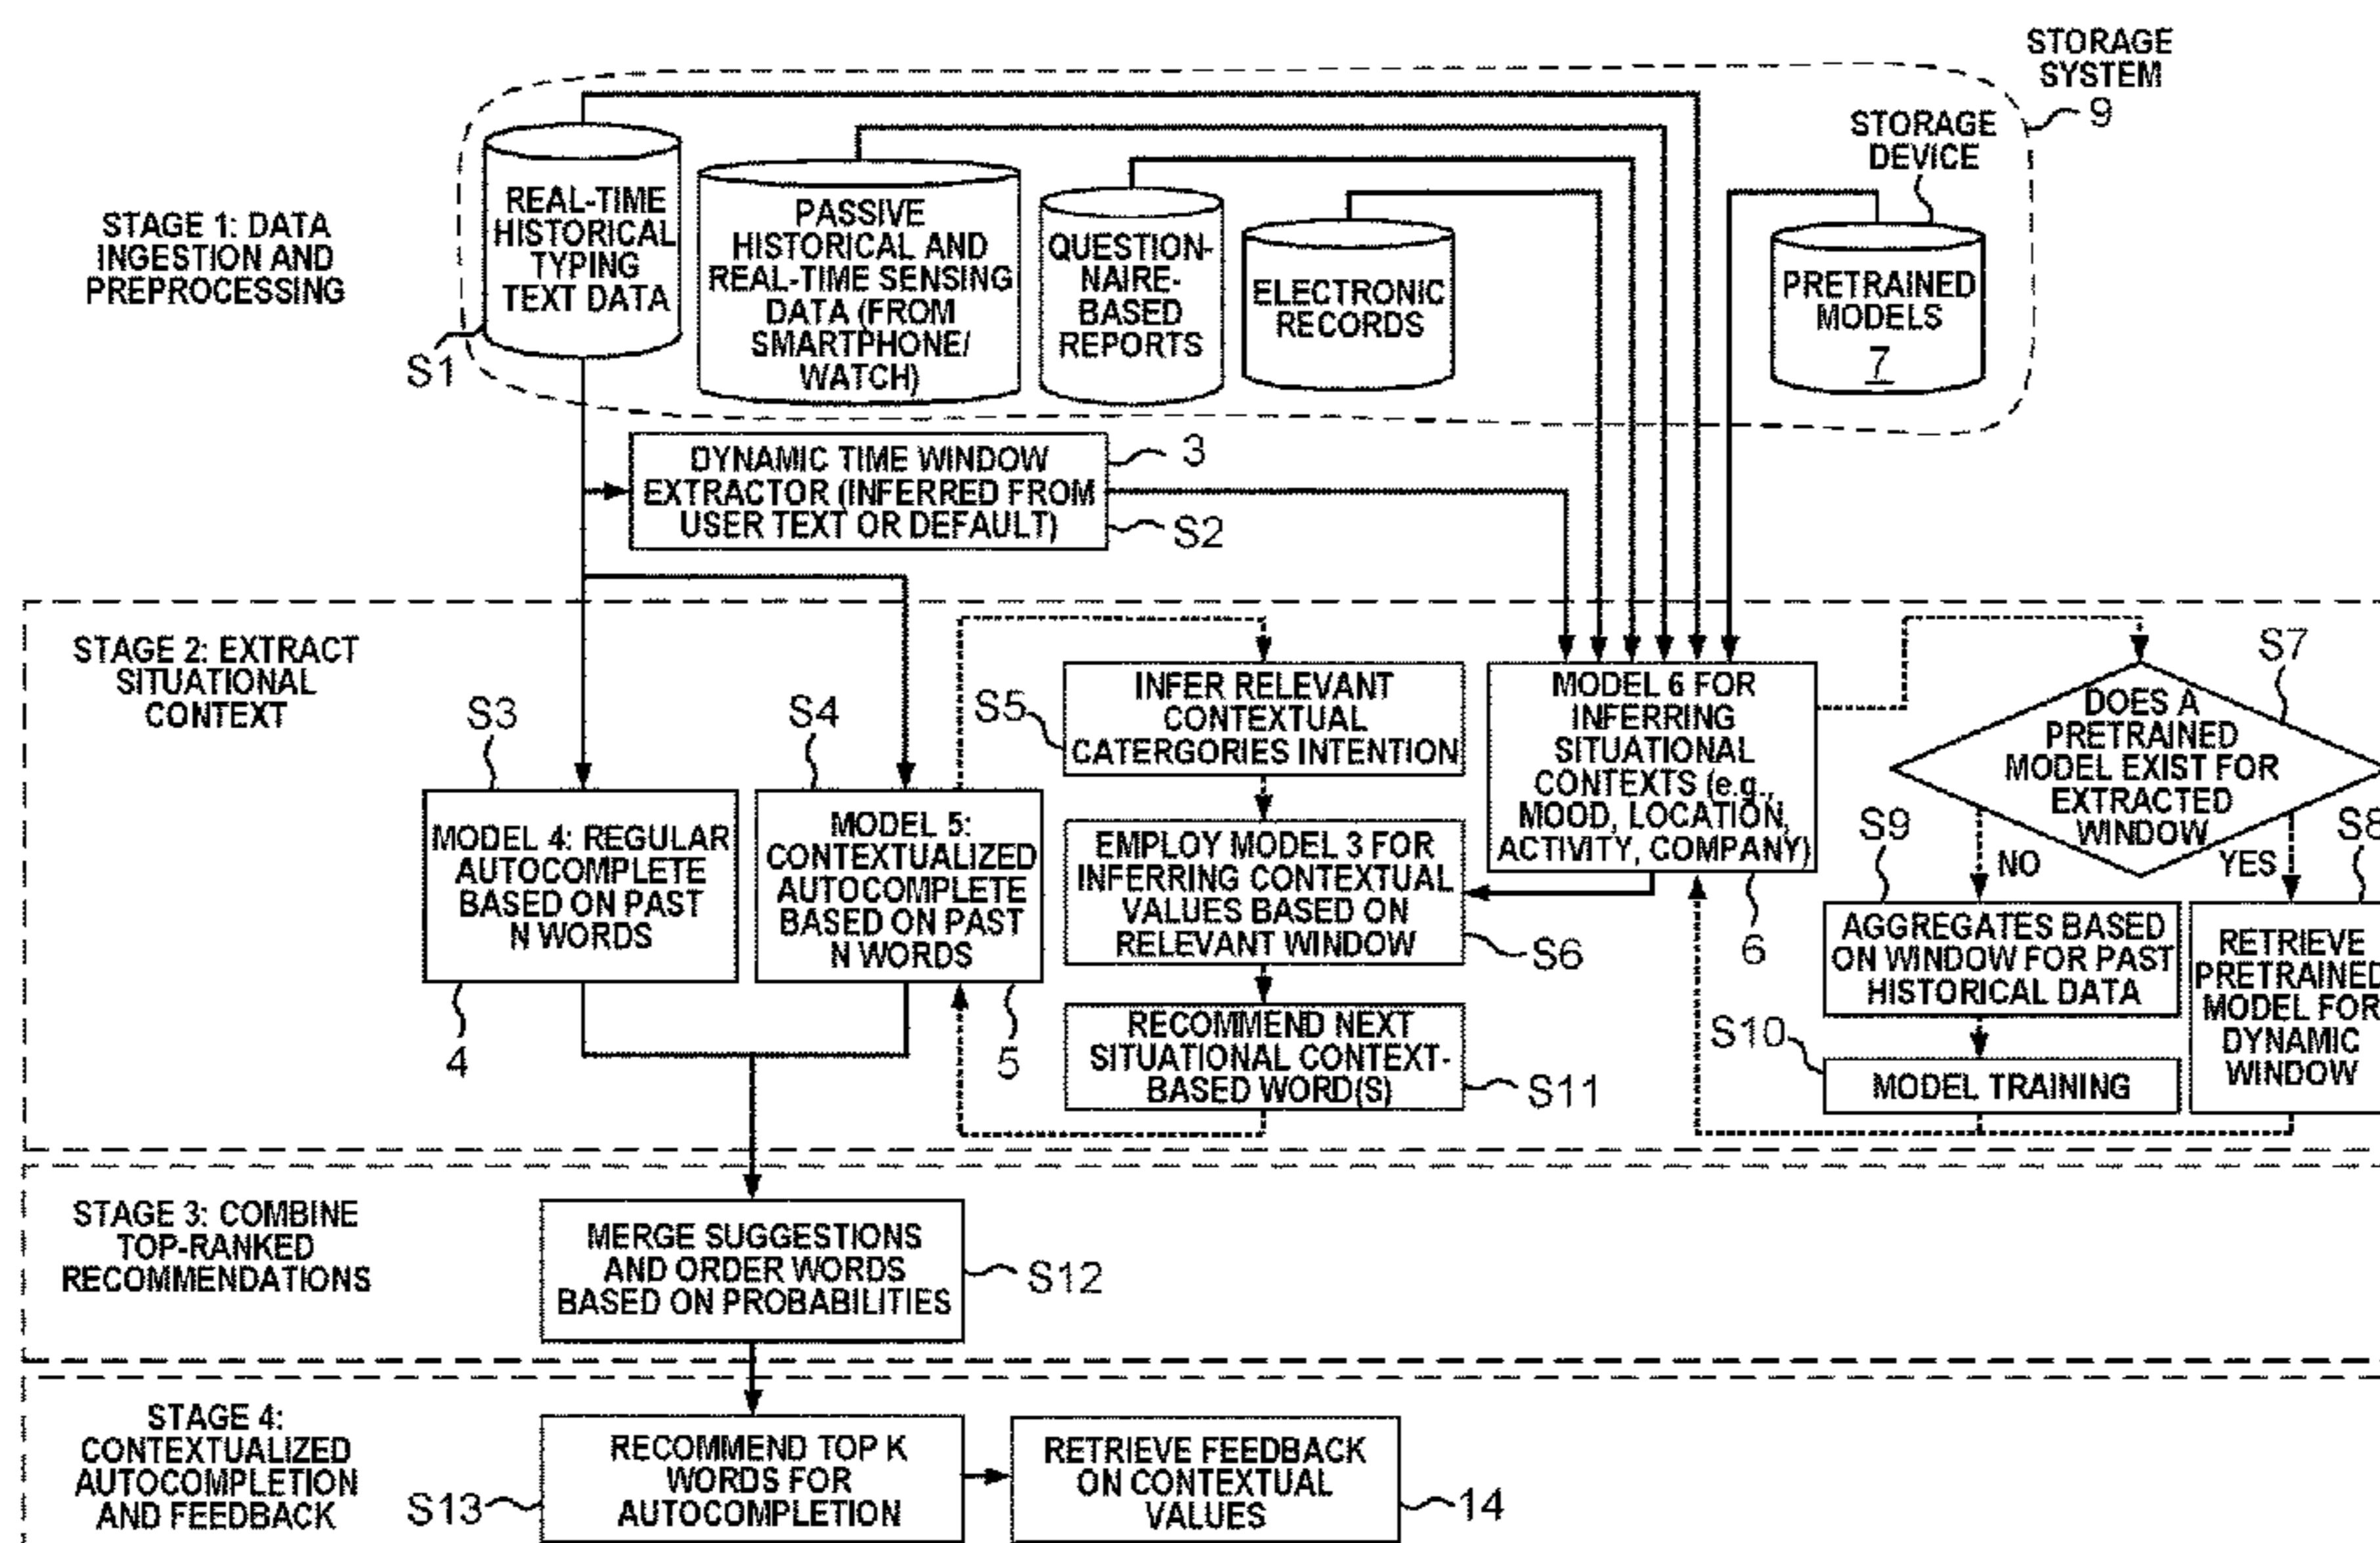 STORAGE
SYSTEM
9
STORAGE
DEVICE
STAGE 1: DATA
INGESTION AND
PREPROCESSING
REAL-TIME
HISTORICAL
TYPING
TEXT DATA
S1
PASSIVE
HISTORICAL AND
REAL-TIME SENSING
DATA (FROM
SMARTPHONE/
WATCH)
QUESTION-
NAIRE-
BASED
REPORTS
ELECTRONIC
RECORDS
PRETRAINED
MODELS
7
DYNAMIC TIME WINDOW
EXTRACTOR (INFERRED FROM
USER TEXT OR DEFAULT)
3
S2
STAGE 2: EXTRACT
SITUATIONAL
CONTEXT
S3
MODEL 4: REGULAR
AUTOCOMPLETE
BASED ON PAST
N WORDS
4
S4
MODEL 5:
CONTEXTUALIZED
AUTOCOMPLETE
BASED ON PAST
N WORDS
5
S5
INFER RELEVANT
CONTEXTUAL
CATERGORIES INTENTION
EMPLOY MODEL 3 FOR
INFERRING CONTEXTUAL
VALUES BASED ON
RELEVANT WINDOW
S6
RECOMMEND NEXT
SITUATIONAL CONTEXT-
BASED WORD(S)
S11
MODEL 6 FOR
INFERRING
SITUATIONAL
CONTEXTS (e.g.,
MOOD, LOCATION,
ACTIVITY, COMPANY)
6
S7
DOES A
PRETRAINED
MODEL EXIST FOR
EXTRACTED
WINDOW
NO
YES
S9
AGGREGATES BASED
ON WINDOW FOR PAST
HISTORICAL DATA
S10
MODEL TRAINING
S8
RETRIEVE
PRETRAINED
MODEL FOR
DYNAMIC
WINDOW
STAGE 3: COMBINE
TOP-RANKED
RECOMMENDATIONS
MERGE SUGGESTIONS
AND ORDER WORDS
BASED ON PROBABILITIES
S12
STAGE 4:
CONTEXTUALIZED
AUTOCOMPLETION
AND FEEDBACK
S13
RECOMMEND TOP K
WORDS FOR
AUTOCOMPLETION
RETRIEVE FEEDBACK
ON CONTEXTUAL
VALUES
14